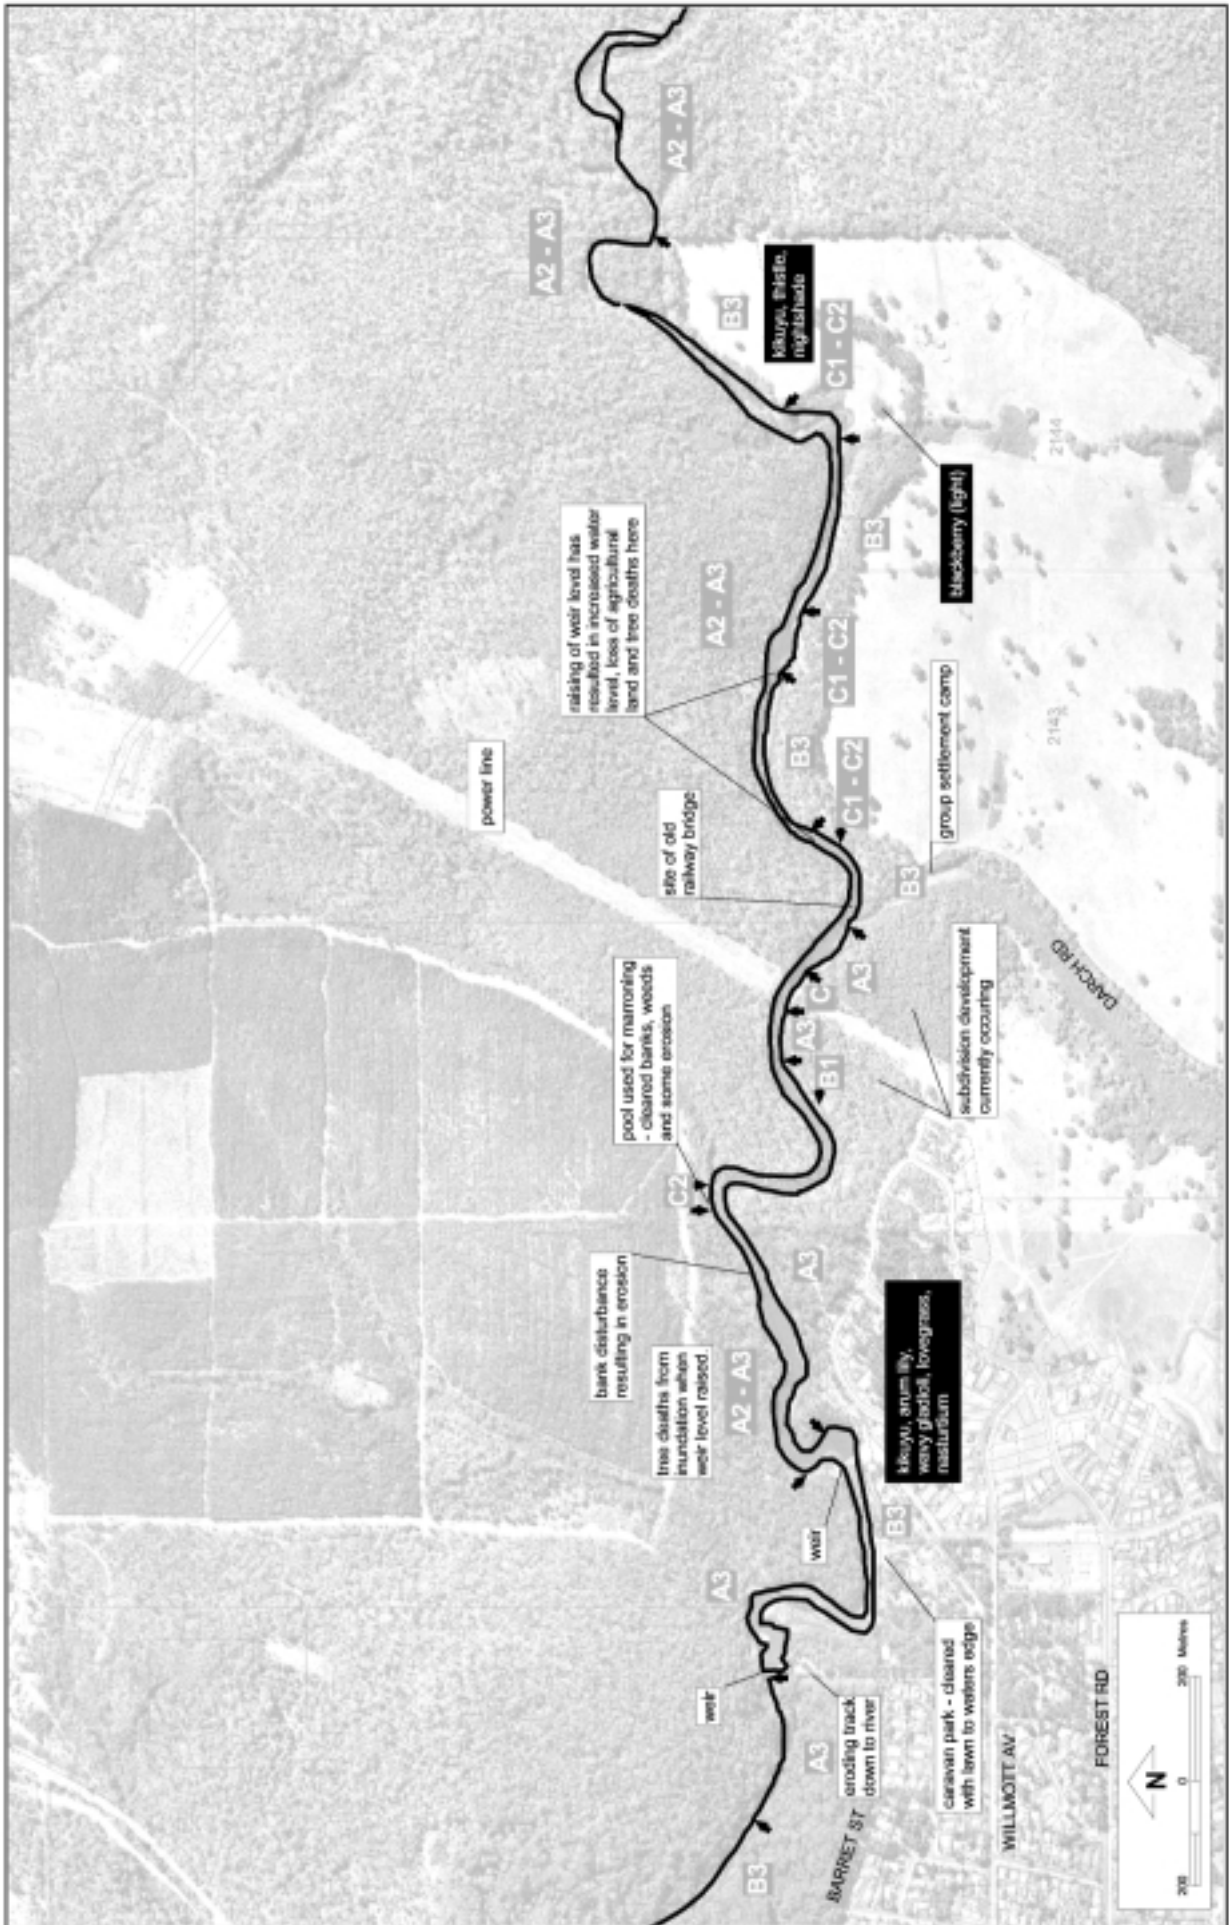 A2 - A3
A2 - A3
B3
kikuyu, thistle,
nightshade
C1 - C2
raising of weir level has
resulted in increased water
level, loss of agricultural
land and tree deaths here
A2 - A3
B3
blackberry (light)
2144
C1 - C2
power line
B3
C1 - C2
2143
group settlement camp
site of old
railway bridge
B3
DARCH RD
pool used for marroning
- cleared banks, weeds
and some erosion
A3
C
A3
B1
subdivision development
currently occuring
C2
bank disturbance
resulting in erosion
A3
tree deaths from
inundation when
weir level raised
A2 - A3
kikuyu, arum lily,
wavy gladioli, lovegrass,
nasturtium
weir
B3
A3
weir
eroding track
down to river
A3
caravan park - cleared
with lawn to waters edge
B3
BARRET ST
WILLMOTT AV
FOREST RD
N
200 0 200 Metres